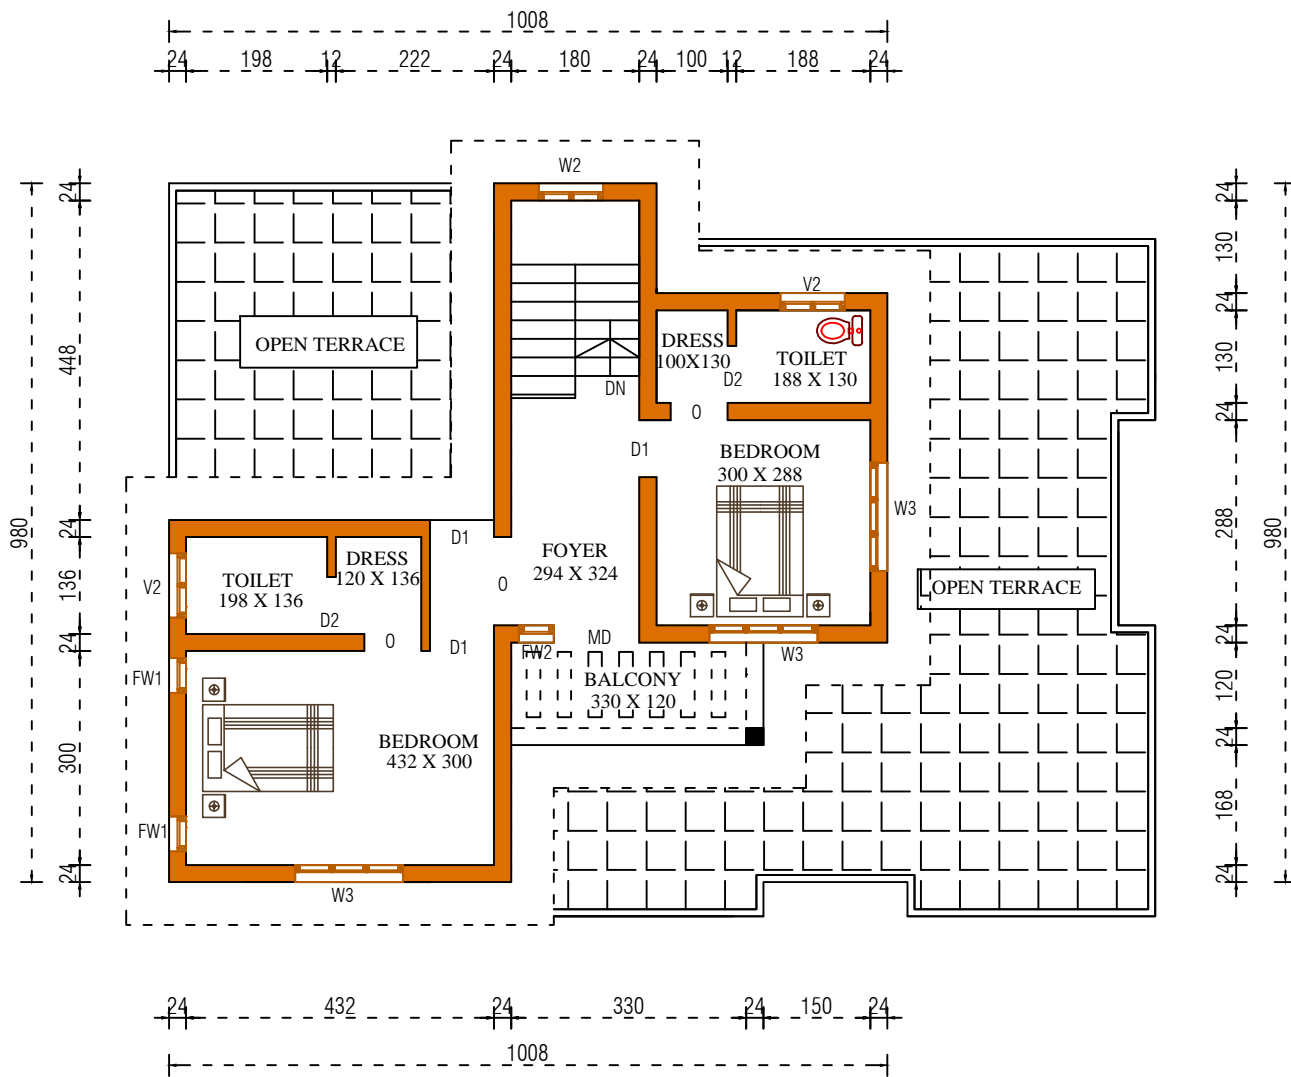 1008
24 198 12 222 24 180 24 100 12 188 24
W2
24
24
980
448
130
24
130
24
288
24
120
24
168
24
980
V2
OPEN TERRACE
DRESS
100X130
TOILET
188 X 130
D2
DN
O
D1
BEDROOM
300 X 288
W3
24
136
24
300
24
D1
FOYER
294 X 324
OPEN TERRACE
V2
TOILET
198 X 136
DRESS
120 X 136
O
D2
O
D1
MD
FW2
W3
FW1
BALCONY
330 X 120
BEDROOM
432 X 300
FW1
W3
24 432 24 330 24 150 24
1008